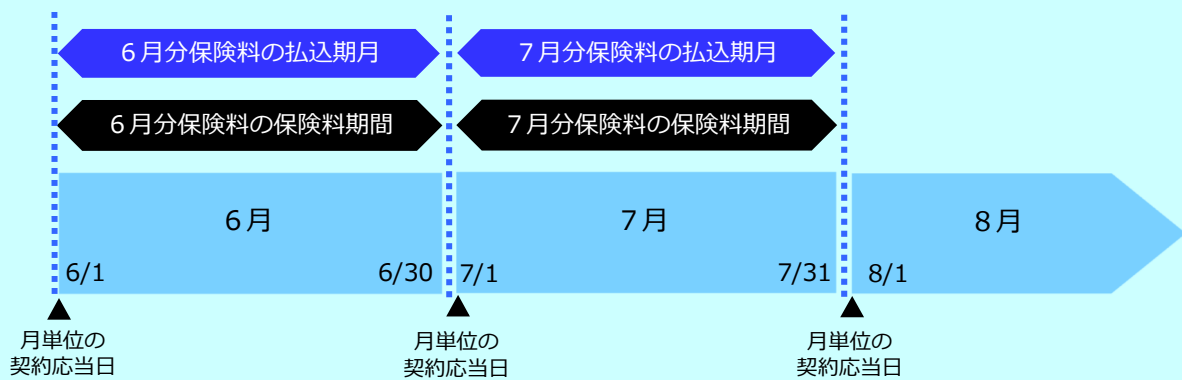 ６月分保険料の払込期月
７月分保険料の払込期月
６月分保険料の保険料期間
７月分保険料の保険料期間
６月
７月
８月
6/1
6/30
7/1
7/31
8/1
▲
▲
▲
月単位の
契約応当日
月単位の
契約応当日
月単位の
契約応当日